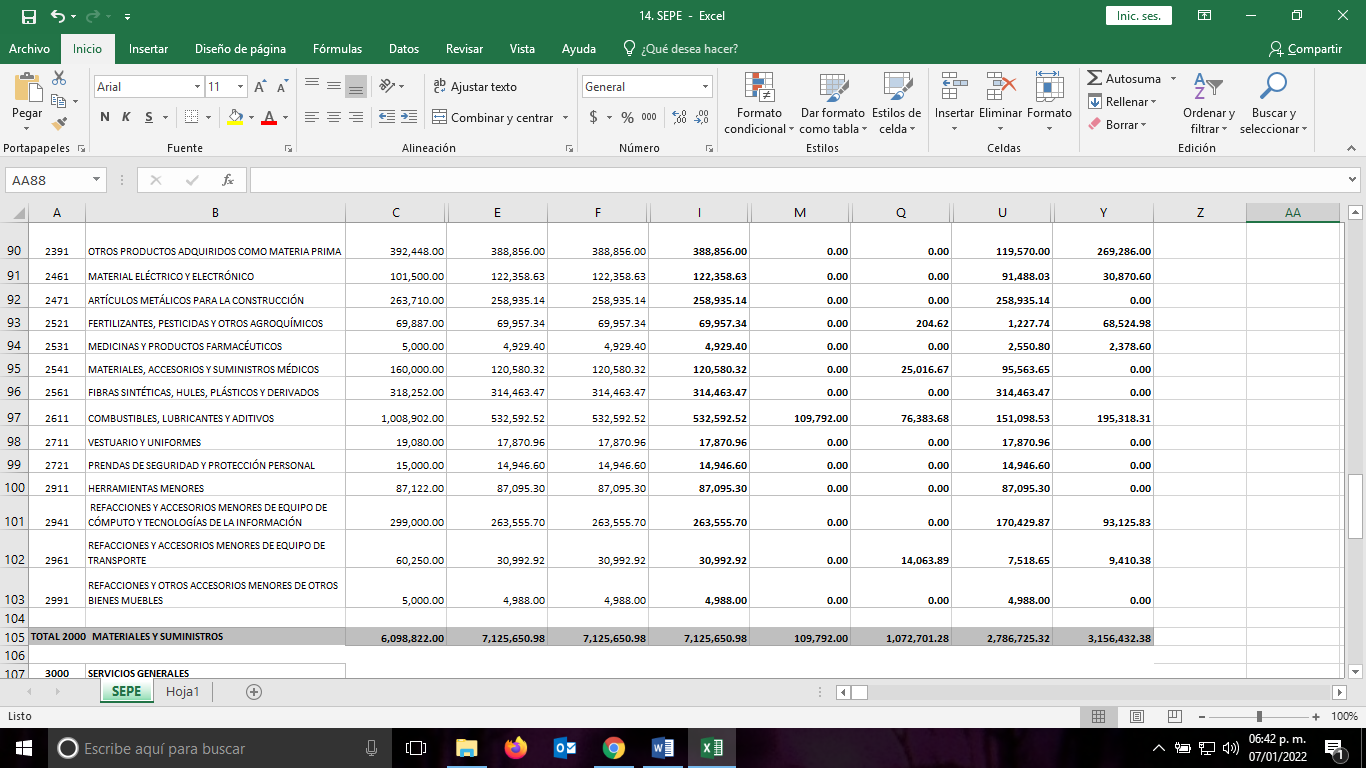 14. SEPE - Excel
Inic. ses.
Archivo Inicio Insertar Diseño de página Fórmulas Datos Revisar Vista Ayuda ¿Qué desea hacer? Compartir
Pegar
Arial 11
N K S
Ajustar texto
Combinar y centrar
General
$ % 000
Formato condicional
Dar formato como tabla
Estilos de celda
Insertar Eliminar Formato
Autosuma
Rellenar
Borrar
Ordenar y filtrar
Buscar y seleccionar
Portapapeles Fuente Alineación Número Estilos Celdas Edición
AA88 fx
A B C E F I M Q U Y Z AA
90 2391 OTROS PRODUCTOS ADQUIRIDOS COMO MATERIA PRIMA 392,448.00 388,856.00 388,856.00 388,856.00 0.00 0.00 119,570.00 269,286.00
91 2461 MATERIAL ELÉCTRICO Y ELECTRÓNICO 101,500.00 122,358.63 122,358.63 122,358.63 0.00 0.00 91,488.03 30,870.60
92 2471 ARTÍCULOS METÁLICOS PARA LA CONSTRUCCIÓN 263,710.00 258,935.14 258,935.14 258,935.14 0.00 0.00 258,935.14 0.00
93 2521 FERTILIZANTES, PESTICIDAS Y OTROS AGROQUÍMICOS 69,887.00 69,957.34 69,957.34 69,957.34 0.00 204.62 1,227.74 68,524.98
94 2531 MEDICINAS Y PRODUCTOS FARMACÉUTICOS 5,000.00 4,929.40 4,929.40 4,929.40 0.00 0.00 2,550.80 2,378.60
95 2541 MATERIALES, ACCESORIOS Y SUMINISTROS MÉDICOS 160,000.00 120,580.32 120,580.32 120,580.32 0.00 25,016.67 95,563.65 0.00
96 2561 FIBRAS SINTÉTICAS, HULES, PLÁSTICOS Y DERIVADOS 318,252.00 314,463.47 314,463.47 314,463.47 0.00 0.00 314,463.47 0.00
97 2611 COMBUSTIBLES, LUBRICANTES Y ADITIVOS 1,008,902.00 532,592.52 532,592.52 532,592.52 109,792.00 76,383.68 151,098.53 195,318.31
98 2711 VESTUARIO Y UNIFORMES 19,080.00 17,870.96 17,870.96 17,870.96 0.00 0.00 17,870.96 0.00
99 2721 PRENDAS DE SEGURIDAD Y PROTECCIÓN PERSONAL 15,000.00 14,946.60 14,946.60 14,946.60 0.00 0.00 14,946.60 0.00
100 2911 HERRAMIENTAS MENORES 87,122.00 87,095.30 87,095.30 87,095.30 0.00 0.00 87,095.30 0.00
REFACCIONES Y ACCESORIOS MENORES DE EQUIPO DE
101 2941 CÓMPUTO Y TECNOLOGÍAS DE LA INFORMACIÓN 299,000.00 263,555.70 263,555.70 263,555.70 0.00 0.00 170,429.87 93,125.83
REFACCIONES Y ACCESORIOS MENORES DE EQUIPO DE
102 2961 TRANSPORTE 60,250.00 30,992.92 30,992.92 30,992.92 0.00 14,063.89 7,518.65 9,410.38
REFACCIONES Y OTROS ACCESORIOS MENORES DE OTROS
103 2991 BIENES MUEBLES 5,000.00 4,988.00 4,988.00 4,988.00 0.00 0.00 4,988.00 0.00
104
105 TOTAL 2000 MATERIALES Y SUMINISTROS 6,098,822.00 7,125,650.98 7,125,650.98 7,125,650.98 109,792.00 1,072,701.28 2,786,725.32 3,156,432.38
106
107 3000 SERVICIOS GENERALES
SEPE Hoja1
Listo 100%
Escribe aquí para buscar
06:42 p. m.
07/01/2022
1